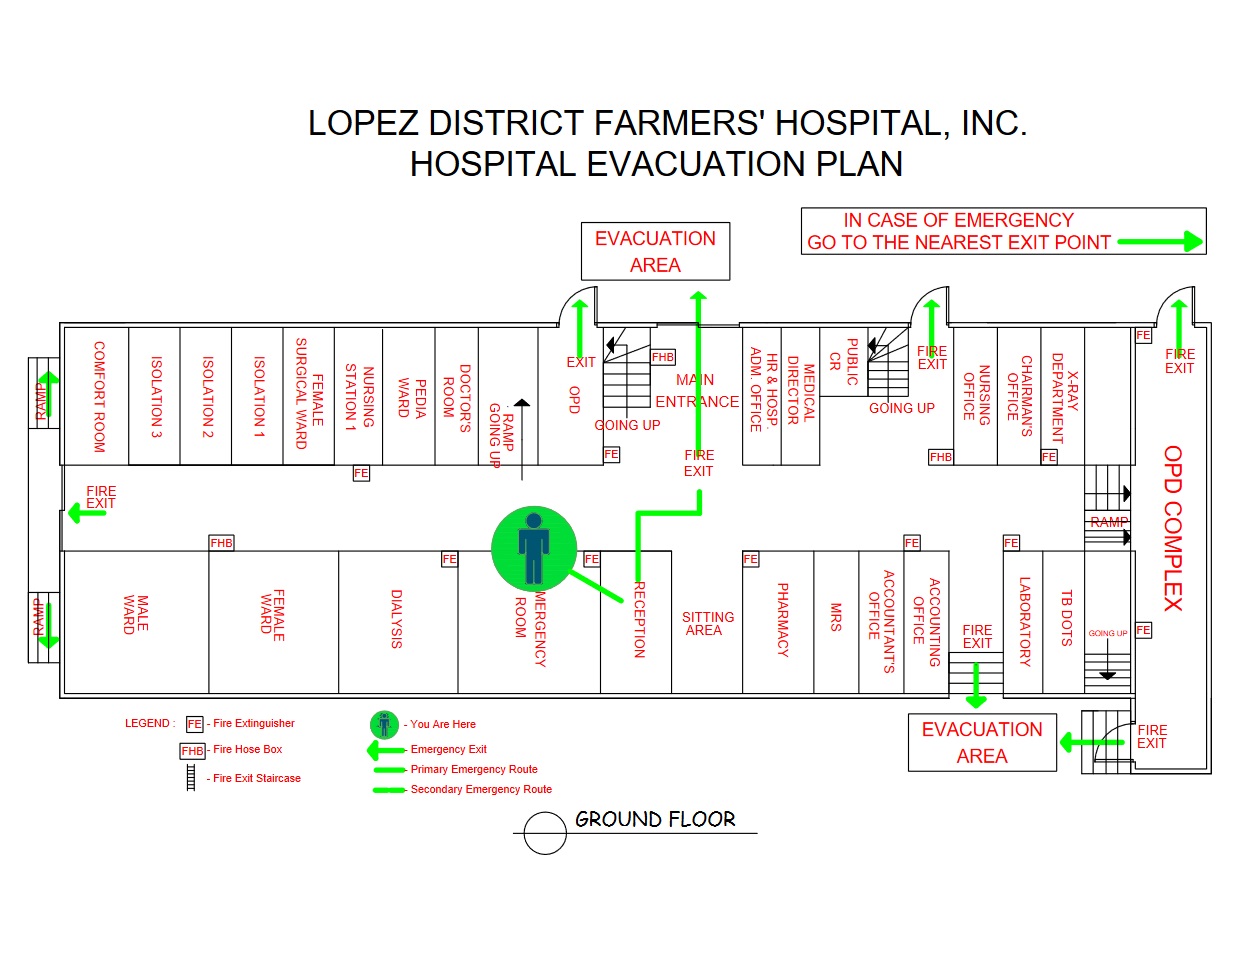 LOPEZ DISTRICT FARMERS' HOSPITAL, INC.
HOSPITAL EVACUATION PLAN
IN CASE OF EMERGENCY
GO TO THE NEAREST EXIT POINT
EVACUATION
AREA
RAMP
COMFORT ROOM
ISOLATION 3
ISOLATION 2
ISOLATION 1
FEMALE
SURGICAL WARD
NURSING
STATION 1
PEDIA
WARD
DOCTOR'S
ROOM
RAMP
GOING UP
EXIT
OPD
GOING UP
FHB
MAIN
ENTRANCE
HR & HOSP.
ADM. OFFICE
MEDICAL
DIRECTOR
PUBLIC
CR
GOING UP
FIRE
EXIT
NURSING
OFFICE
CHAIRMAN'S
OFFICE
X-RAY
DEPARTMENT
FE
FIRE
EXIT
FE
FE
FIRE
EXIT
FHB
FE
FIRE
EXIT
RAMP
OPD COMPLEX
FHB
FE
FE
FE
FE
FE
RAMP
MALE
WARD
FEMALE
WARD
DIALYSIS
MERGENCY
ROOM
RECEPTION
SITTING
AREA
PHARMACY
MRS
ACCOUNTANT'S
OFFICE
ACCOUNTING
OFFICE
FIRE
EXIT
LABORATORY
TB DOTS
GOING UP
FE
EVACUATION
AREA
FIRE
EXIT
LEGEND :
FE - Fire Extinguisher
FHB - Fire Hose Box
- Fire Exit Staircase
- You Are Here
- Emergency Exit
- Primary Emergency Route
- Secondary Emergency Route
GROUND FLOOR